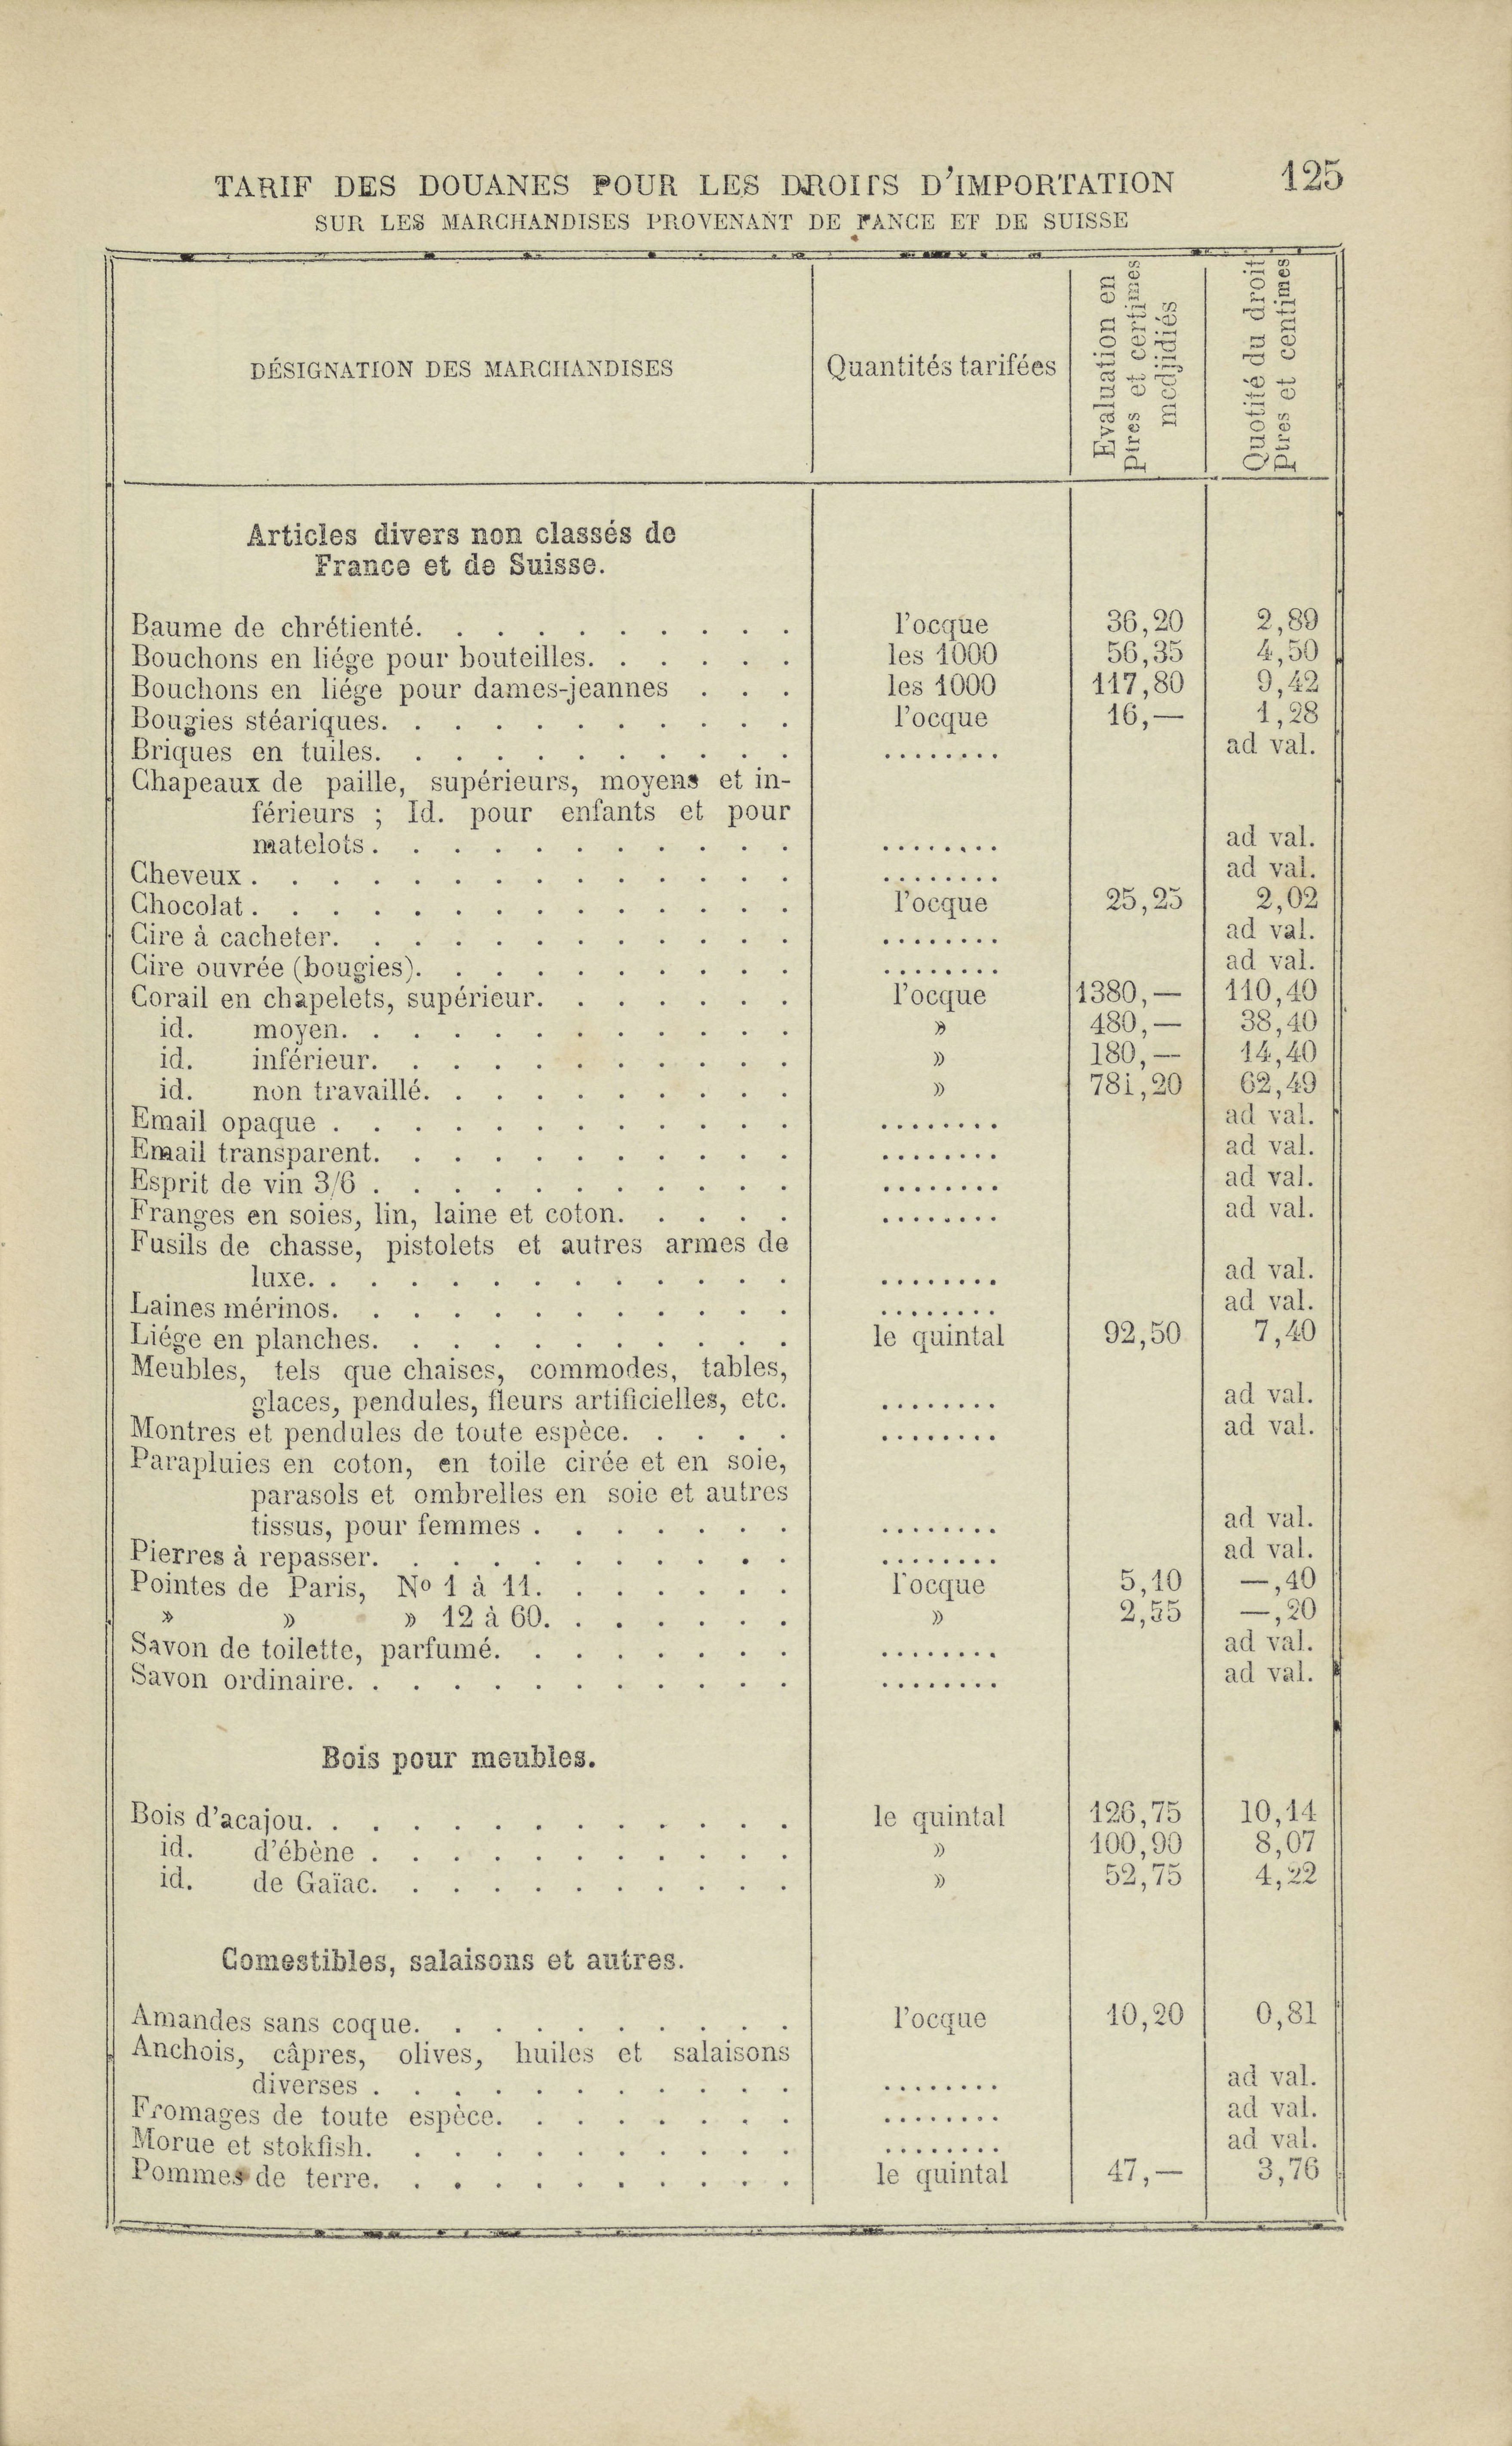 125
TARIF DES DOUANES POUR LES DROITS D'IMPORTATION
SUR LES MARCHANDISES PROVENANT DE FANCE ET DE SUISSE
DÉSIGNATION DES MARCHANDISES
Quantités tarifées
Evaluation en
Ptres et certimes
medjidiés
Quotité du droit
Ptres et centimes
Articles divers non classés de
France et de Suisse.
Baume de chrétienté. . . . . . . . . . l'ocque 36,20 2,89
Bouchons en liége pour bouteilles. . . . . . les 1000 56,35 4,50
Bouchons en liége pour dames-jeannes . . . les 1000 117,80 9,42
Bougies stéariques. . . . . . . . . . . l'ocque 16,— 1,28
Briques en tuiles. . . . . . . . . . . ........ ad val.
Chapeaux de paille, supérieurs, moyens et in-
férieurs ; Id. pour enfants et pour
matelots. . . . . . . . . . . ........ ad val.
Cheveux. . . . . . . . . . . . . . ........ ad val.
Chocolat. . . . . . . . . . . . . . l'ocque 25,25 2,02
Cire à cacheter. . . . . . . . . . . . ........ ad val.
Cire ouvrée (bougies). . . . . . . . . . ........ ad val.
Corail en chapelets, supérieur. . . . . . . l'ocque 1380,— 110,40
id. moyen. . . . . . . . . . . . » 480,— 38,40
id. inférieur. . . . . . . . . . . » 180,— 14,40
id. non travaillé. . . . . . . . . . » 781,20 62,49
Email opaque . . . . . . . . . . . . ........ ad val.
Email transparent. . . . . . . . . . . ........ ad val.
Esprit de vin 3/6 . . . . . . . . . . . ........ ad val.
Franges en soies, lin, laine et coton. . . . . ........ ad val.
Fusils de chasse, pistolets et autres armes de
luxe. . . . . . . . . . . . . ........ ad val.
Laines mérinos. . . . . . . . . . . . ........ ad val.
Liége en planches. . . . . . . . . . . le quintal 92,50 7,40
Meubles, tels que chaises, commodes, tables,
glaces, pendules, fleurs artificielles, etc. ........ ad val.
Montres et pendules de toute espèce. . . . . ........ ad val.
Parapluies en coton, en toile cirée et en soie,
parasols et ombrelles en soie et autres
tissus, pour femmes . . . . . . . ........ ad val.
Pierres à repasser. . . . . . . . . . . ........ ad val.
Pointes de Paris, No 1 à 11. . . . . . . l'ocque 5,10 —,40
» » » 12 à 60. . . . . . . » 2,55 —,20
Savon de toilette, parfumé. . . . . . . . ........ ad val.
Savon ordinaire. . . . . . . . . . . . ........ ad val.
Bois pour meubles.
Bois d'acajou. . . . . . . . . . . . . le quintal 126,75 10,14
id. d'ébène . . . . . . . . . . . » 100,90 8,07
id. de Gaïac. . . . . . . . . . . » 52,75 4,22
Comestibles, salaisons et autres.
Amandes sans coque. . . . . . . . . . l'ocque 10,20 0,81
Anchois, câpres, olives, huiles et salaisons
diverses . . . . . . . . . . . ........ ad val.
Fromages de toute espèce. . . . . . . . ........ ad val.
Morue et stokfish. . . . . . . . . . . ........ ad val.
Pommes de terre. . . . . . . . . . . le quintal 47,— 3,76